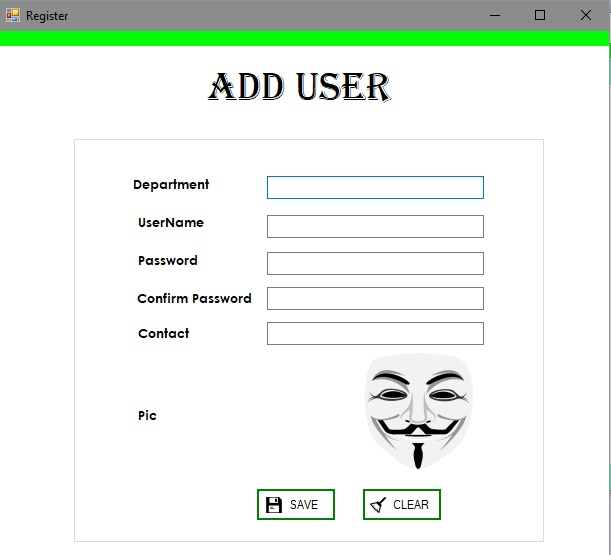 Register
ADD USER
Department
UserName
Password
Confirm Password
Contact
Pic
SAVE
CLEAR